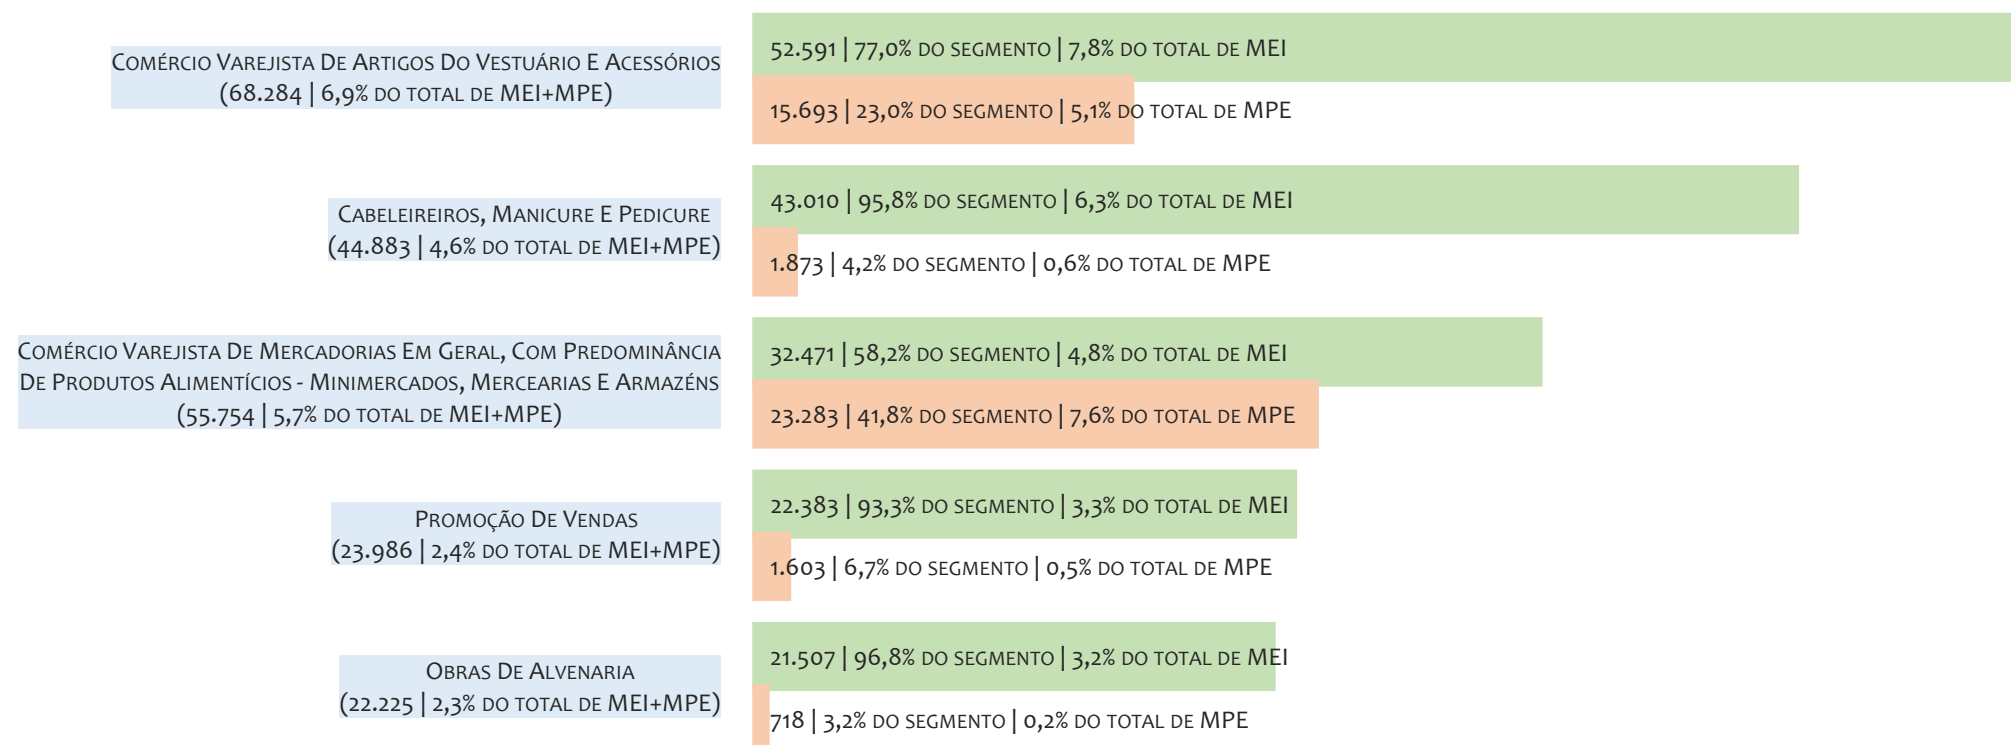 Comércio Varejista De Artigos Do Vestuário E Acessórios
(68.284 | 6,9% do total de MEI+MPE)
52.591 | 77,0% do segmento | 7,8% do total de MEI
15.693 | 23,0% do segmento | 5,1% do total de MPE
Cabeleireiros, Manicure E Pedicure
(44.883 | 4,6% do total de MEI+MPE)
43.010 | 95,8% do segmento | 6,3% do total de MEI
1.873 | 4,2% do segmento | 0,6% do total de MPE
Comércio Varejista De Mercadorias Em Geral, Com Predominância
De Produtos Alimentícios - Minimercados, Mercearias E Armazéns
(55.754 | 5,7% do total de MEI+MPE)
32.471 | 58,2% do segmento | 4,8% do total de MEI
23.283 | 41,8% do segmento | 7,6% do total de MPE
Promoção De Vendas
(23.986 | 2,4% do total de MEI+MPE)
22.383 | 93,3% do segmento | 3,3% do total de MEI
1.603 | 6,7% do segmento | 0,5% do total de MPE
Obras De Alvenaria
(22.225 | 2,3% do total de MEI+MPE)
21.507 | 96,8% do segmento | 3,2% do total de MEI
718 | 3,2% do segmento | 0,2% do total de MPE